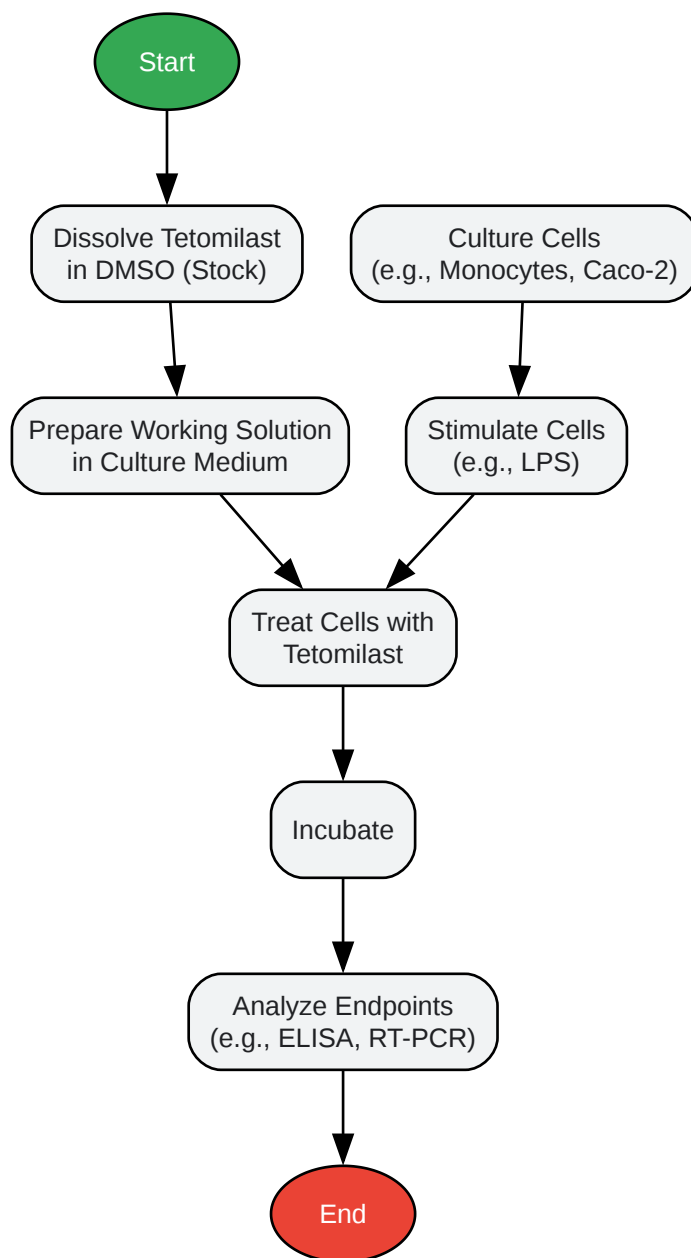 Start
Dissolve Tetomilast
in DMSO (Stock)
Culture Cells
(e.g., Monocytes, Caco-2)
Prepare Working Solution
in Culture Medium
Stimulate Cells
(e.g., LPS)
Treat Cells with
Tetomilast
Incubate
Analyze Endpoints
(e.g., ELISA, RT-PCR)
End